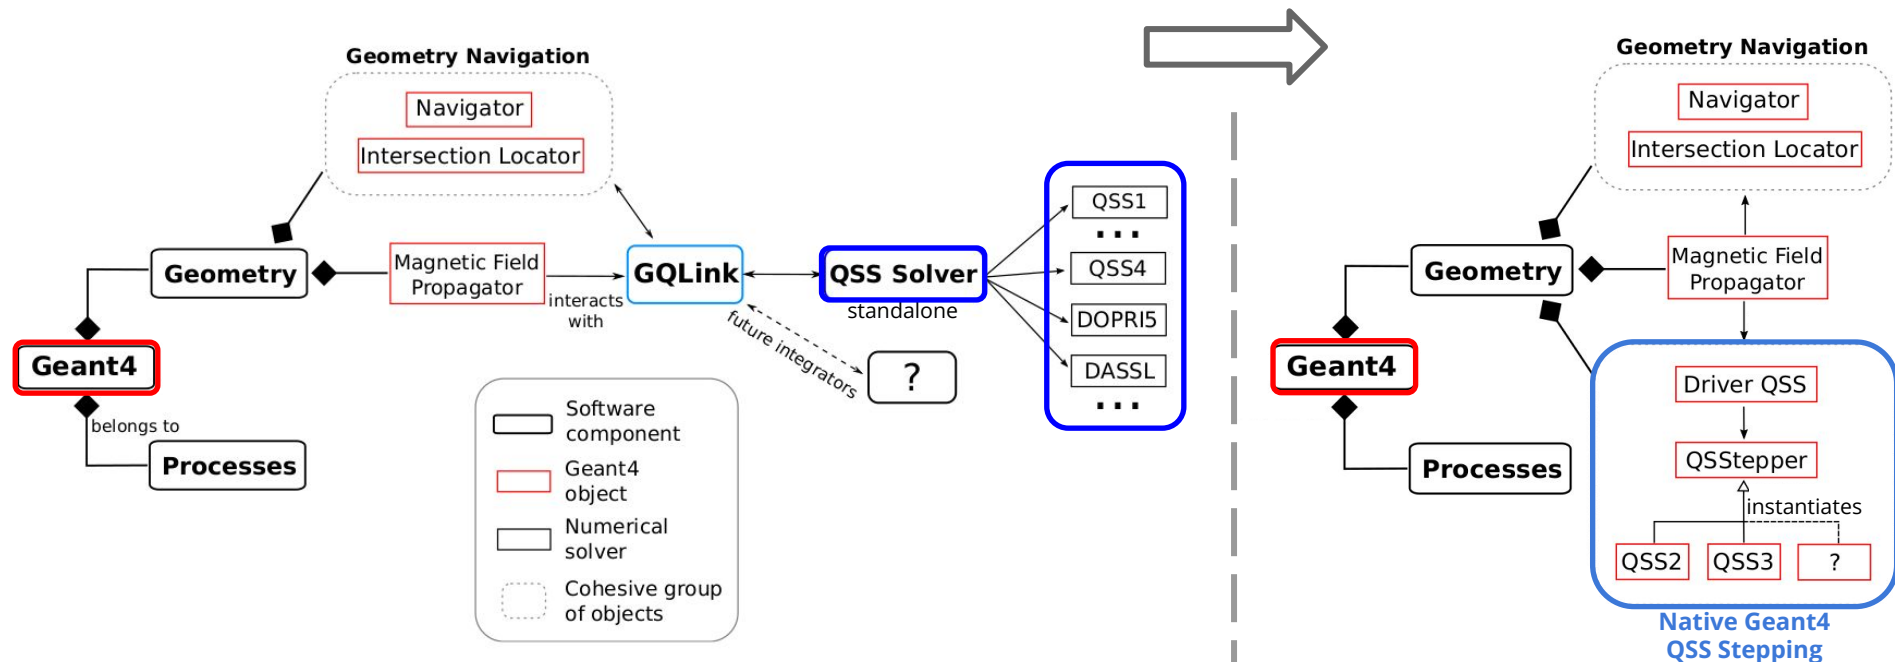 Geometry Navigation
Navigator
Intersection Locator
Geometry
Magnetic Field
Propagator
interacts
with
GQLink
QSS Solver
standalone
QSS1
...
QSS4
DOPRI5
DASSL
...
future integrators
?
Geant4
belongs to
Processes
Software
component
Geant4
object
Numerical
solver
Cohesive group
of objects
Geometry Navigation
Navigator
Intersection Locator
Geometry
Magnetic Field
Propagator
Geant4
Processes
Driver QSS
QSStepper
instantiates
QSS2
QSS3
?
Native Geant4
QSS Stepping